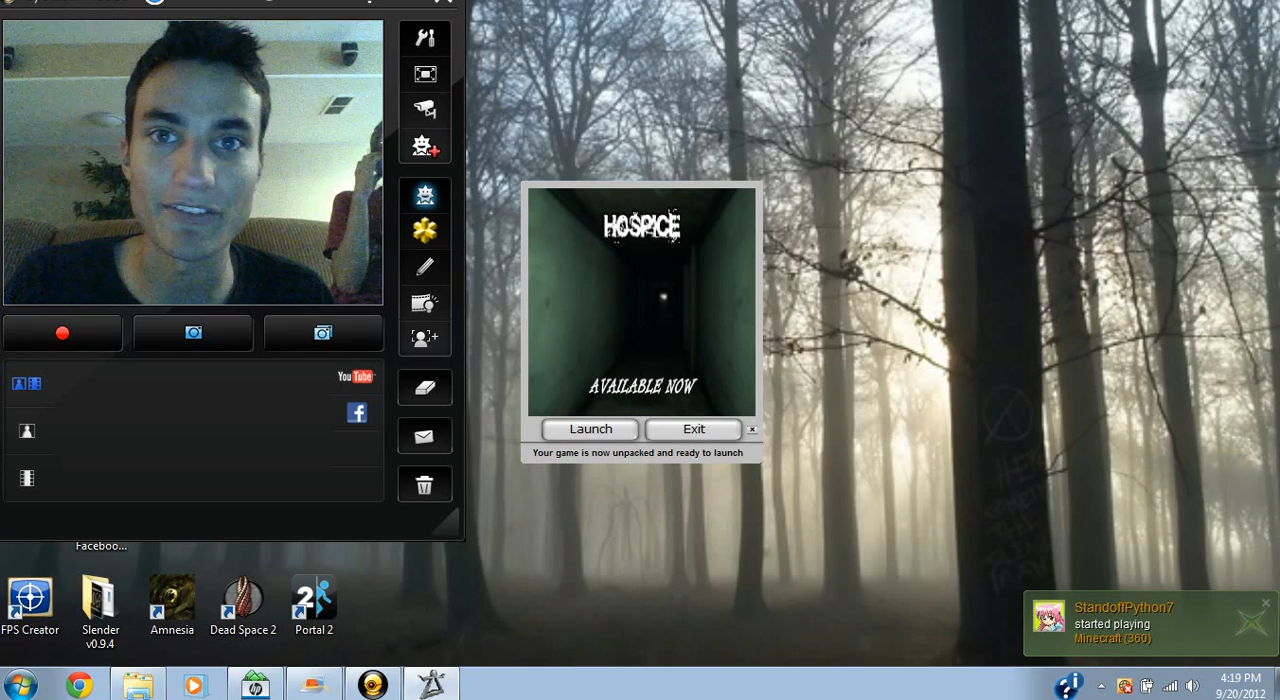 You Tube
HOSPICE
AVAILABLE NOW
Launch
Exit
Your game is now unpacked and ready to launch
Faceboo...
FPS Creator
Slender
v0.9.4
Amnesia
Dead Space 2
2
Portal 2
StandoffPython7
started playing
Minecraft (360)
hp
4:19 PM
9/20/2012